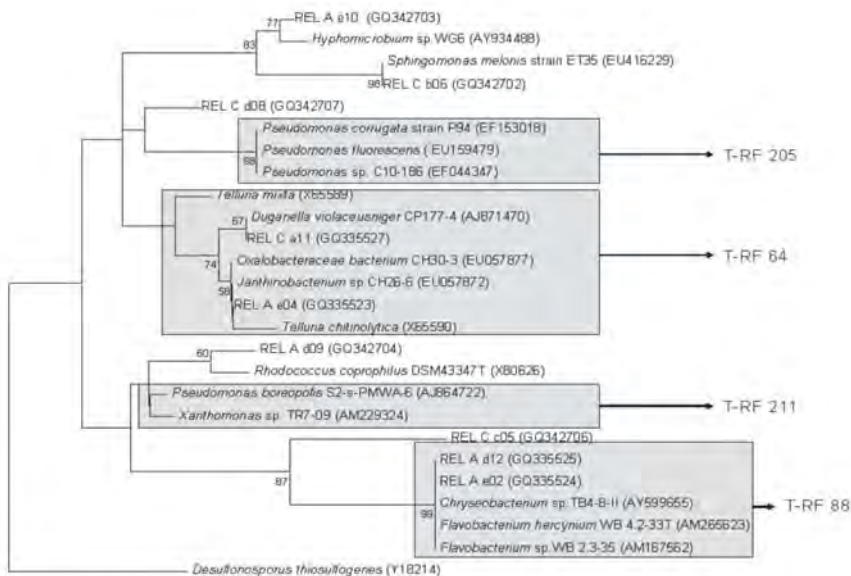 REL A e10 (GQ342703)
77
Hyphomicrobium sp.WG6 (AY934488)
83
Sphingomonas melonis strain ET35 (EU416229)
98
REL C b06 (GQ342702)
REL C d08 (GQ342707)
Pseudomonas corrugata strain P94 (EF153018)
Pseudomonas fluorescens ( EU159479)
T-RF 205
98
Pseudomonas sp. C10-186 (EF044347)
Telluria mixta (X65589)
67
Duganella violaceusniger CP177-4 (AJ871470)
REL C a11 (GQ335527)
74
Oxalobacteraceae bacterium CH30-3 (EU057877)
T-RF 64
Janthinobacterium sp CH26-6 (EU057872)
58
REL A e04 (GQ335523)
Telluria chitinolytica (X65590)
60
REL A d09 (GQ342704)
Rhodococcus coprophilus DSM43347T (X80626)
Pseudomonas boreopolis S2-s-PMWA-6 (AJ864722)
T-RF 211
Xanthomonas sp. TR7-09 (AM229324)
REL C c05 (GQ342706)
REL A d12 (GQ335525)
87
REL A e02 (GQ335524)
Chryseobacterium sp.TB4-8-II (AY599655)
T-RF 88
99
Flavobacterium hercynium WB 4.2-33T (AM265623)
Flavobacterium sp.WB 2.3-35 (AM167562)
Desulfonosporus thiosulfogenes (Y18214)